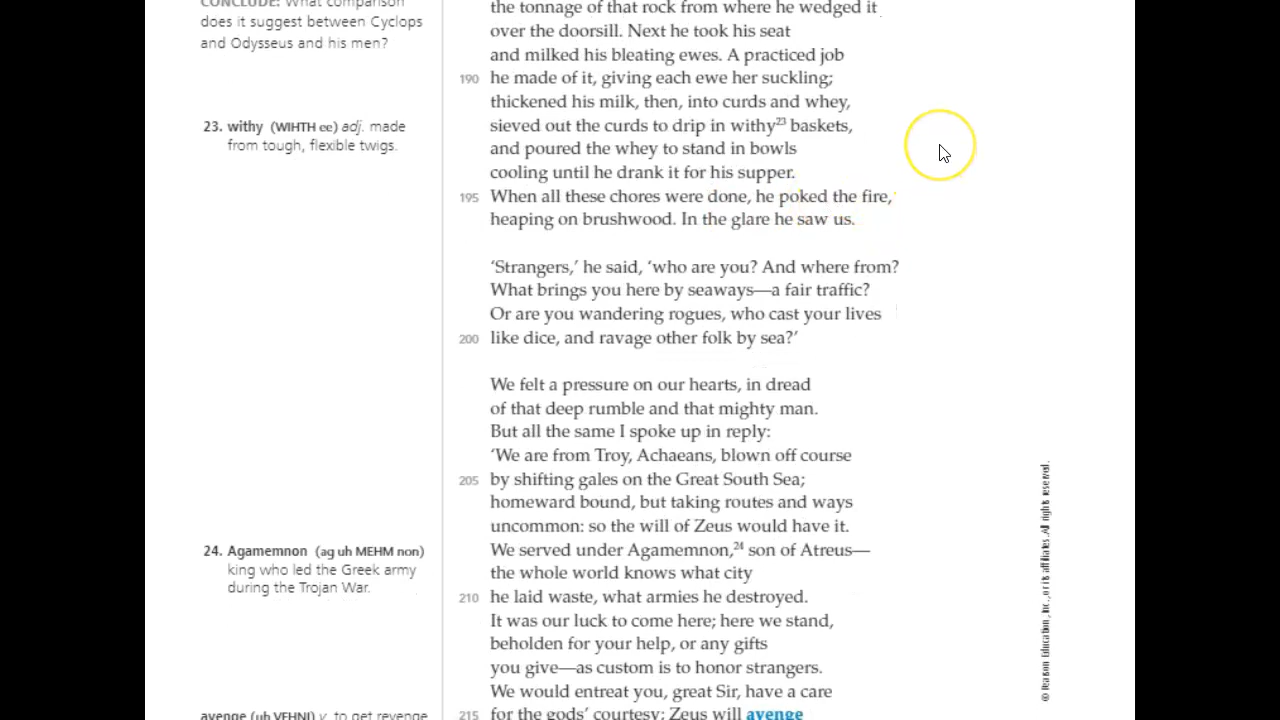 CONCLUDE: What comparison
does it suggest between Cyclops
and Odysseus and his men?
23. withy (WIHTH ee) adj. made
from tough, flexible twigs.
24. Agamemnon (ag uh MEHM non)
king who led the Greek army
during the Trojan War.
avenge (uh VEHNJ) v. to get revenge
the tonnage of that rock from where he wedged it
over the doorsill. Next he took his seat
and milked his bleating ewes. A practiced job
190 he made of it, giving each ewe her suckling;
thickened his milk, then, into curds and whey,
sieved out the curds to drip in withy23 baskets,
and poured the whey to stand in bowls
cooling until he drank it for his supper.
195 When all these chores were done, he poked the fire,
heaping on brushwood. In the glare he saw us.
‘Strangers,’ he said, ‘who are you? And where from?
What brings you here by seaways—a fair traffic?
Or are you wandering rogues, who cast your lives
200 like dice, and ravage other folk by sea?’
We felt a pressure on our hearts, in dread
of that deep rumble and that mighty man.
But all the same I spoke up in reply:
‘We are from Troy, Achaeans, blown off course
205 by shifting gales on the Great South Sea;
homeward bound, but taking routes and ways
uncommon: so the will of Zeus would have it.
We served under Agamemnon,24 son of Atreus—
the whole world knows what city
210 he laid waste, what armies he destroyed.
It was our luck to come here; here we stand,
beholden for your help, or any gifts
you give—as custom is to honor strangers.
We would entreat you, great Sir, have a care
215 for the gods’ courtesy; Zeus will avenge
© Pearson Education, Inc., or its affiliates. All rights reserved.